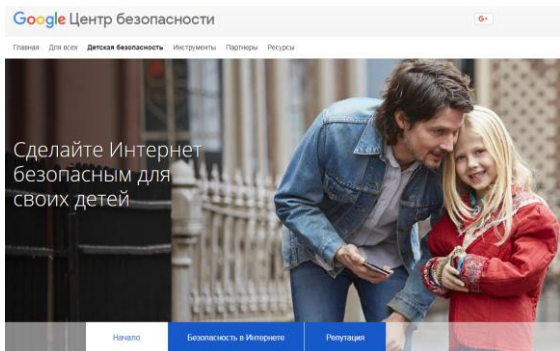 Google Центр безопасности
G+
Главная Для всех Детская безопасность Инструменты Партнеры Ресурсы
Сделайте Интернет
безопасным для
своих детей
Начало Безопасность в Интернете Репутация